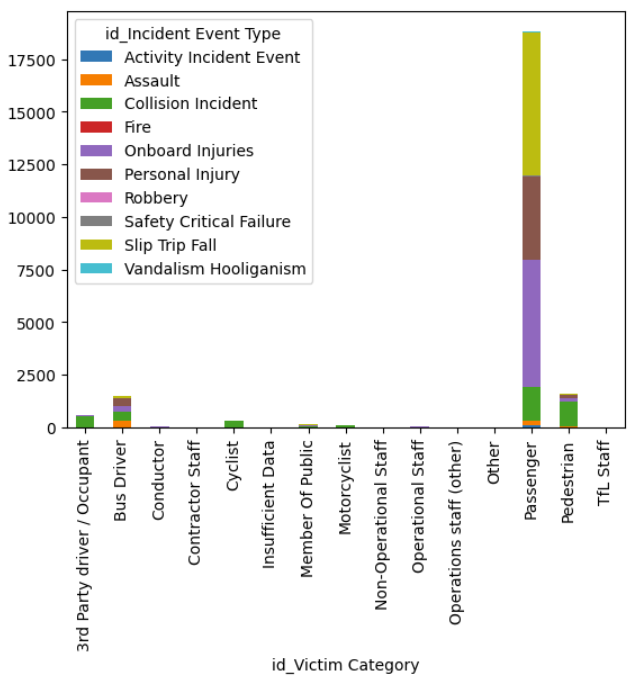 id_Incident Event Type
Activity Incident Event
Assault
Collision Incident
Fire
Onboard Injuries
Personal Injury
Robbery
Safety Critical Failure
Slip Trip Fall
Vandalism Hooliganism
17500
15000
12500
10000
7500
5000
2500
0
3rd Party driver / Occupant
Bus Driver
Conductor
Contractor Staff
Cyclist
Insufficient Data
Member Of Public
Motorcyclist
Non-Operational Staff
Operational Staff
Operations staff (other)
Other
Passenger
Pedestrian
TfL Staff
id_Victim Category